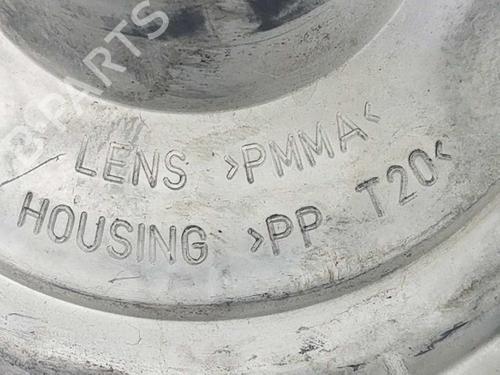 B-PARTS
LENS >PMMA<
HOUSING >PP T20<